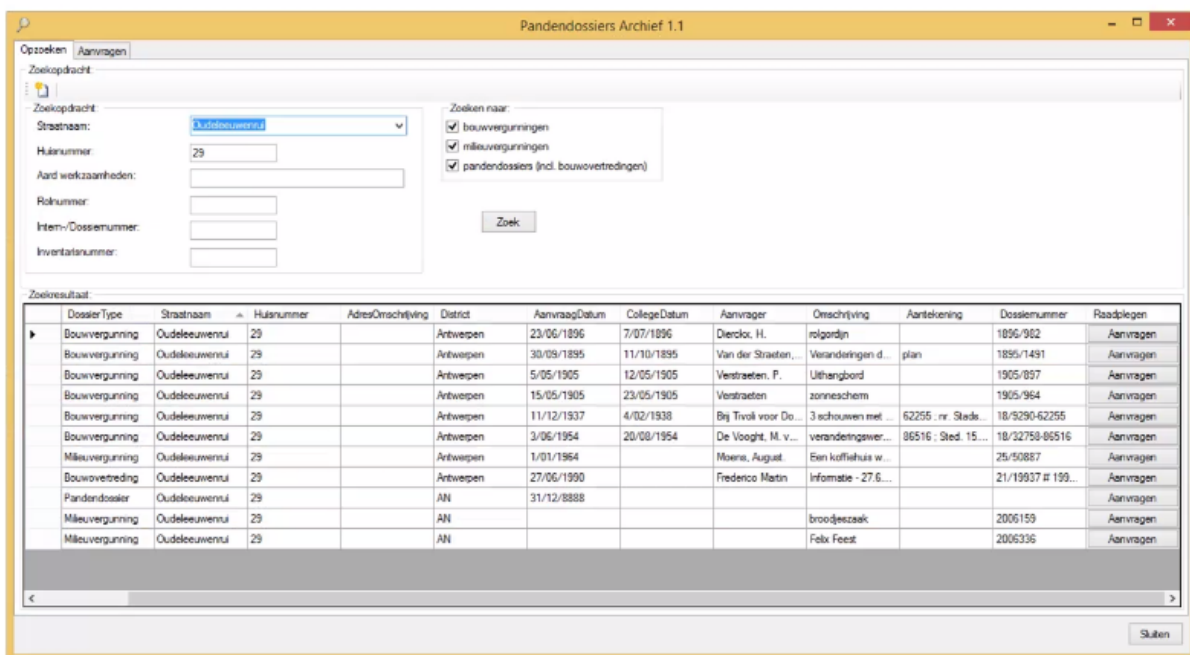 Pandendossiers Archief 1.1
Opzoeken Aanvragen
Zoekopdracht:
Zoekopdracht: Zoeken naar:
Straatnaam: Oudeleeuwenrui bouwvergunningen
Huisnummer: 29 milieuvergunningen
Aard werkzaamheden: pandendossiers (incl. bouwovertredingen)
Rolnummer:
Intern-/Dossiernummer: Zoek
Inventarisnummer:
Zoekresultaat:
DossierType Straatnaam Huisnummer AdresOmschrijving District AanvraagDatum CollegeDatum Aanvrager Omschrijving Aantekening Dossiernummer Raadplegen
Bouwvergunning Oudeleeuwenrui 29 Antwerpen 23/06/1896 7/07/1896 Dierckx, H. rolgordijn 1896/982 Aanvragen
Bouwvergunning Oudeleeuwenrui 29 Antwerpen 30/09/1895 11/10/1895 Van der Straeten,... Veranderingen d... plan 1895/1491 Aanvragen
Bouwvergunning Oudeleeuwenrui 29 Antwerpen 5/05/1905 12/05/1905 Verstraeten, P. Uithangbord 1905/897 Aanvragen
Bouwvergunning Oudeleeuwenrui 29 Antwerpen 15/05/1905 23/05/1905 Verstraeten zonnescherm 1905/964 Aanvragen
Bouwvergunning Oudeleeuwenrui 29 Antwerpen 11/12/1937 4/02/1938 Brij Tivoli voor Do... 3 schouwen met ... 62255 ; nr. Stads... 18/9290-62255 Aanvragen
Bouwvergunning Oudeleeuwenrui 29 Antwerpen 3/06/1954 20/08/1954 De Vooght, M. v... veranderingswer... 86516 ; Sted. 15.... 18/32758-86516 Aanvragen
Milieuvergunning Oudeleeuwenrui 29 Antwerpen 1/01/1964 Moens, August. Een koffiehuis w... 25/50887 Aanvragen
Bouwovertreding Oudeleeuwenrui 29 Antwerpen 27/06/1990 Frederico Martin Informatie - 27.6.... 21/19937 # 199... Aanvragen
Pandendossier Oudeleeuwenrui 29 AN 31/12/8888 Aanvragen
Milieuvergunning Oudeleeuwenrui 29 AN broodjeszaak 2006159 Aanvragen
Milieuvergunning Oudeleeuwenrui 29 AN Felix Feest 2006336 Aanvragen
Sluiten